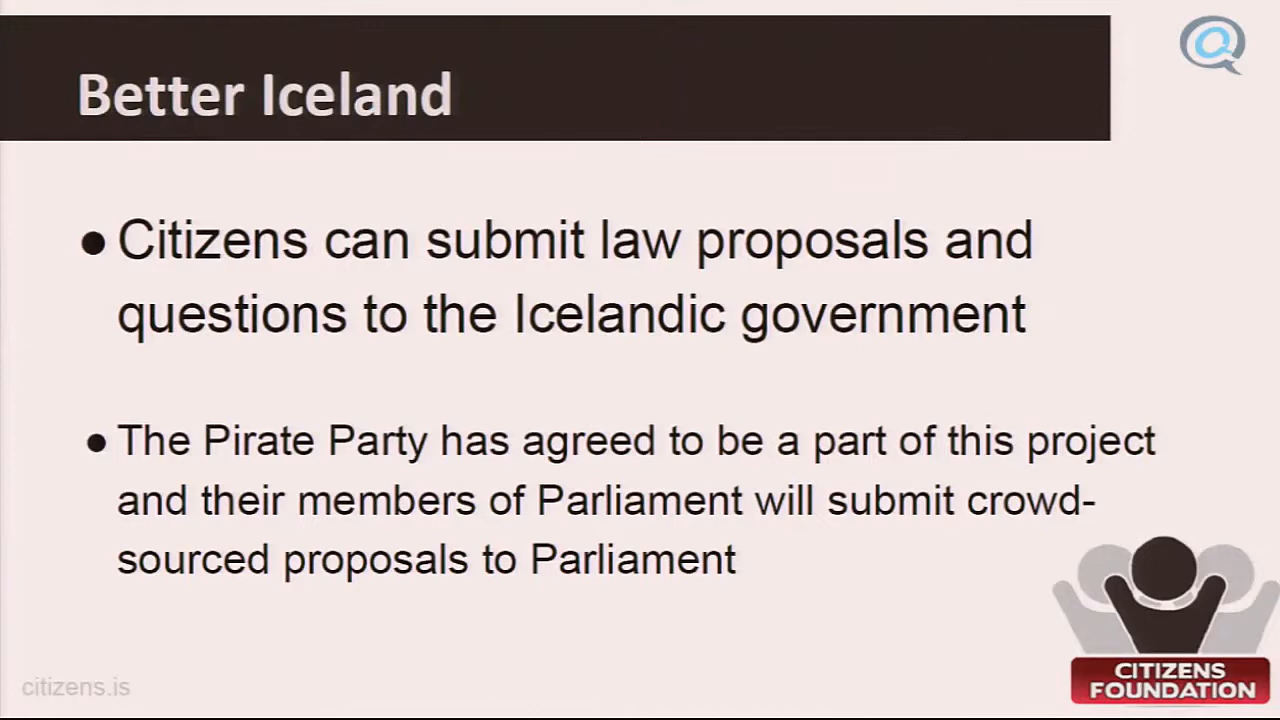 Better Iceland
● Citizens can submit law proposals and
questions to the Icelandic government
● The Pirate Party has agreed to be a part of this project
and their members of Parliament will submit crowd-
sourced proposals to Parliament
citizens.is
CITIZENS
FOUNDATION